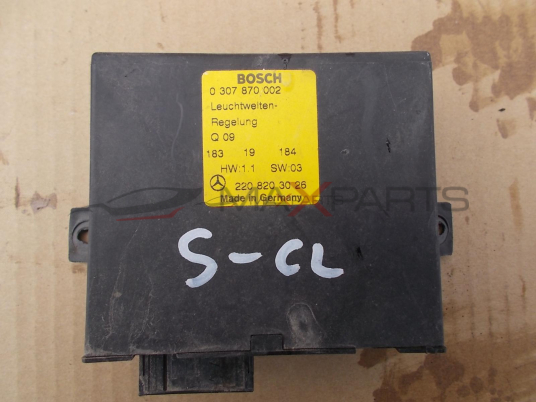 BOSCH
0 307 870 002
Leuchtweiten-
Regelung
Q 09
183 19 184
HW:1.1 SW:03
220 820 30 26
Made in Germany
MAXPARTS
S-CL